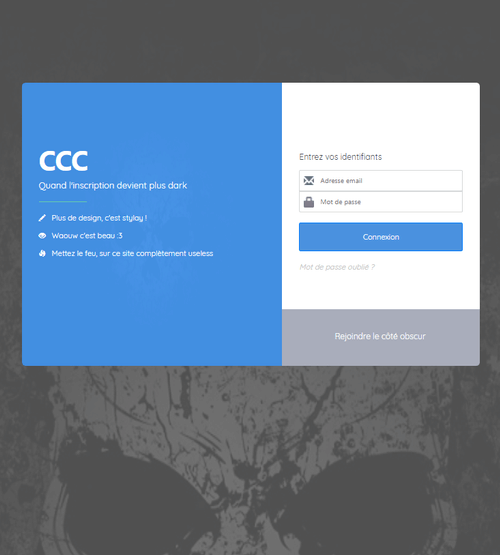 CCC
Quand l'inscription devient plus dark
Plus de design, c'est stylay !
Waouw c'est beau :3
Mettez le feu, sur ce site complètement useless
Entrez vos identifiants
Adresse email
Mot de passe
Connexion
Mot de passe oublie ?
Rejoindre le côté obscur